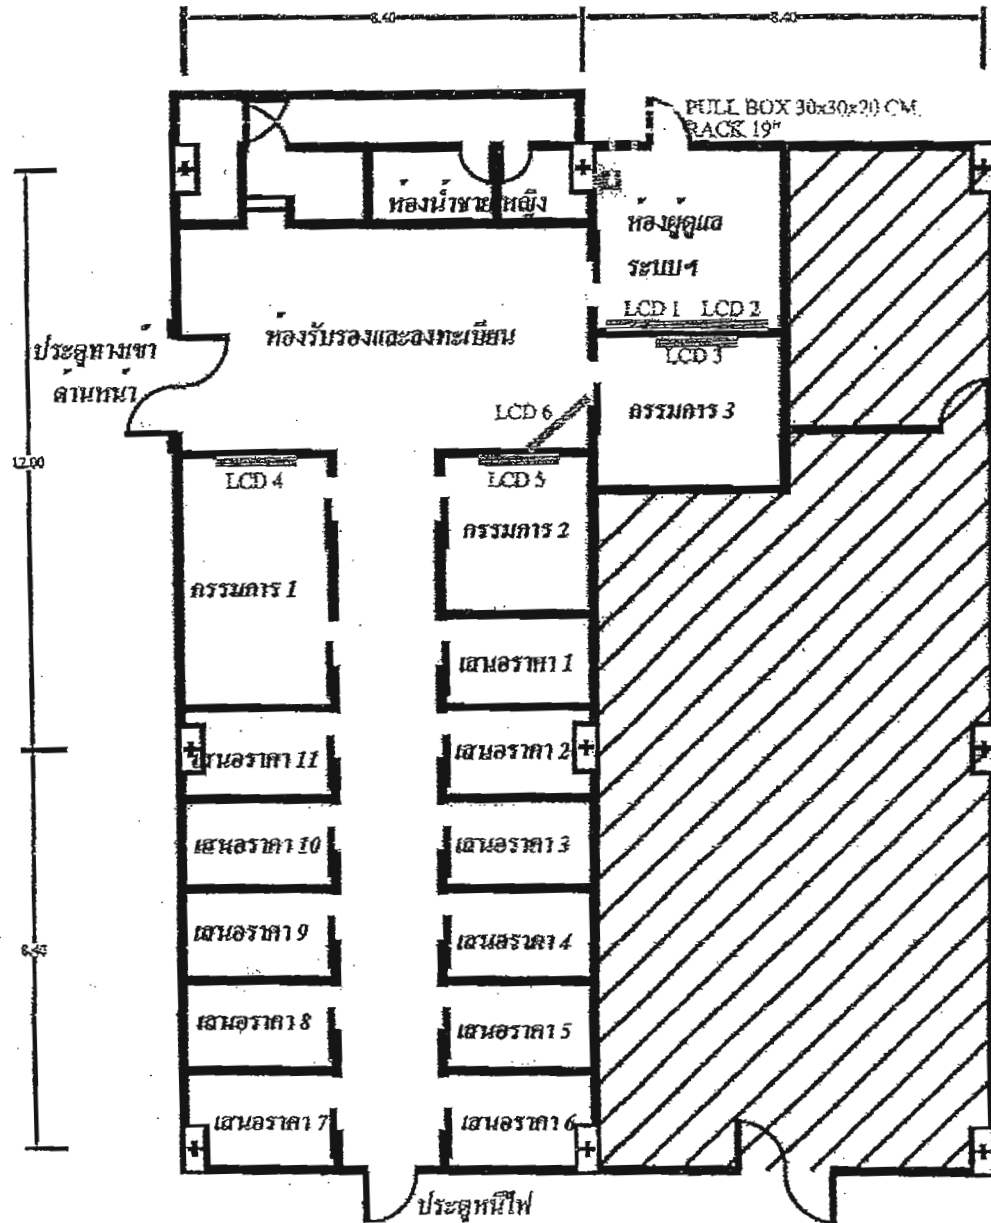 8.40
8.40
PULL BOX 30x30x20 CM.
RACK 19"
ห้องน้ำชาย หญิง
ห้องผู้ดูแล
ระบบฯ
LCD 1 LCD 2
ห้องรับรองและลงทะเบียน
ประตูทางเข้า
ด้านหน้า
LCD 3
LCD 6
กรรมการ 3
12.00
LCD 4
LCD 5
กรรมการ 2
กรรมการ 1
เสนอราคา 1
เสนอราคา 11
เสนอราคา 2
เสนอราคา 10
เสนอราคา 3
เสนอราคา 9
เสนอราคา 4
เสนอราคา 8
เสนอราคา 5
เสนอราคา 7
เสนอราคา 6
ประตูหนีไฟ